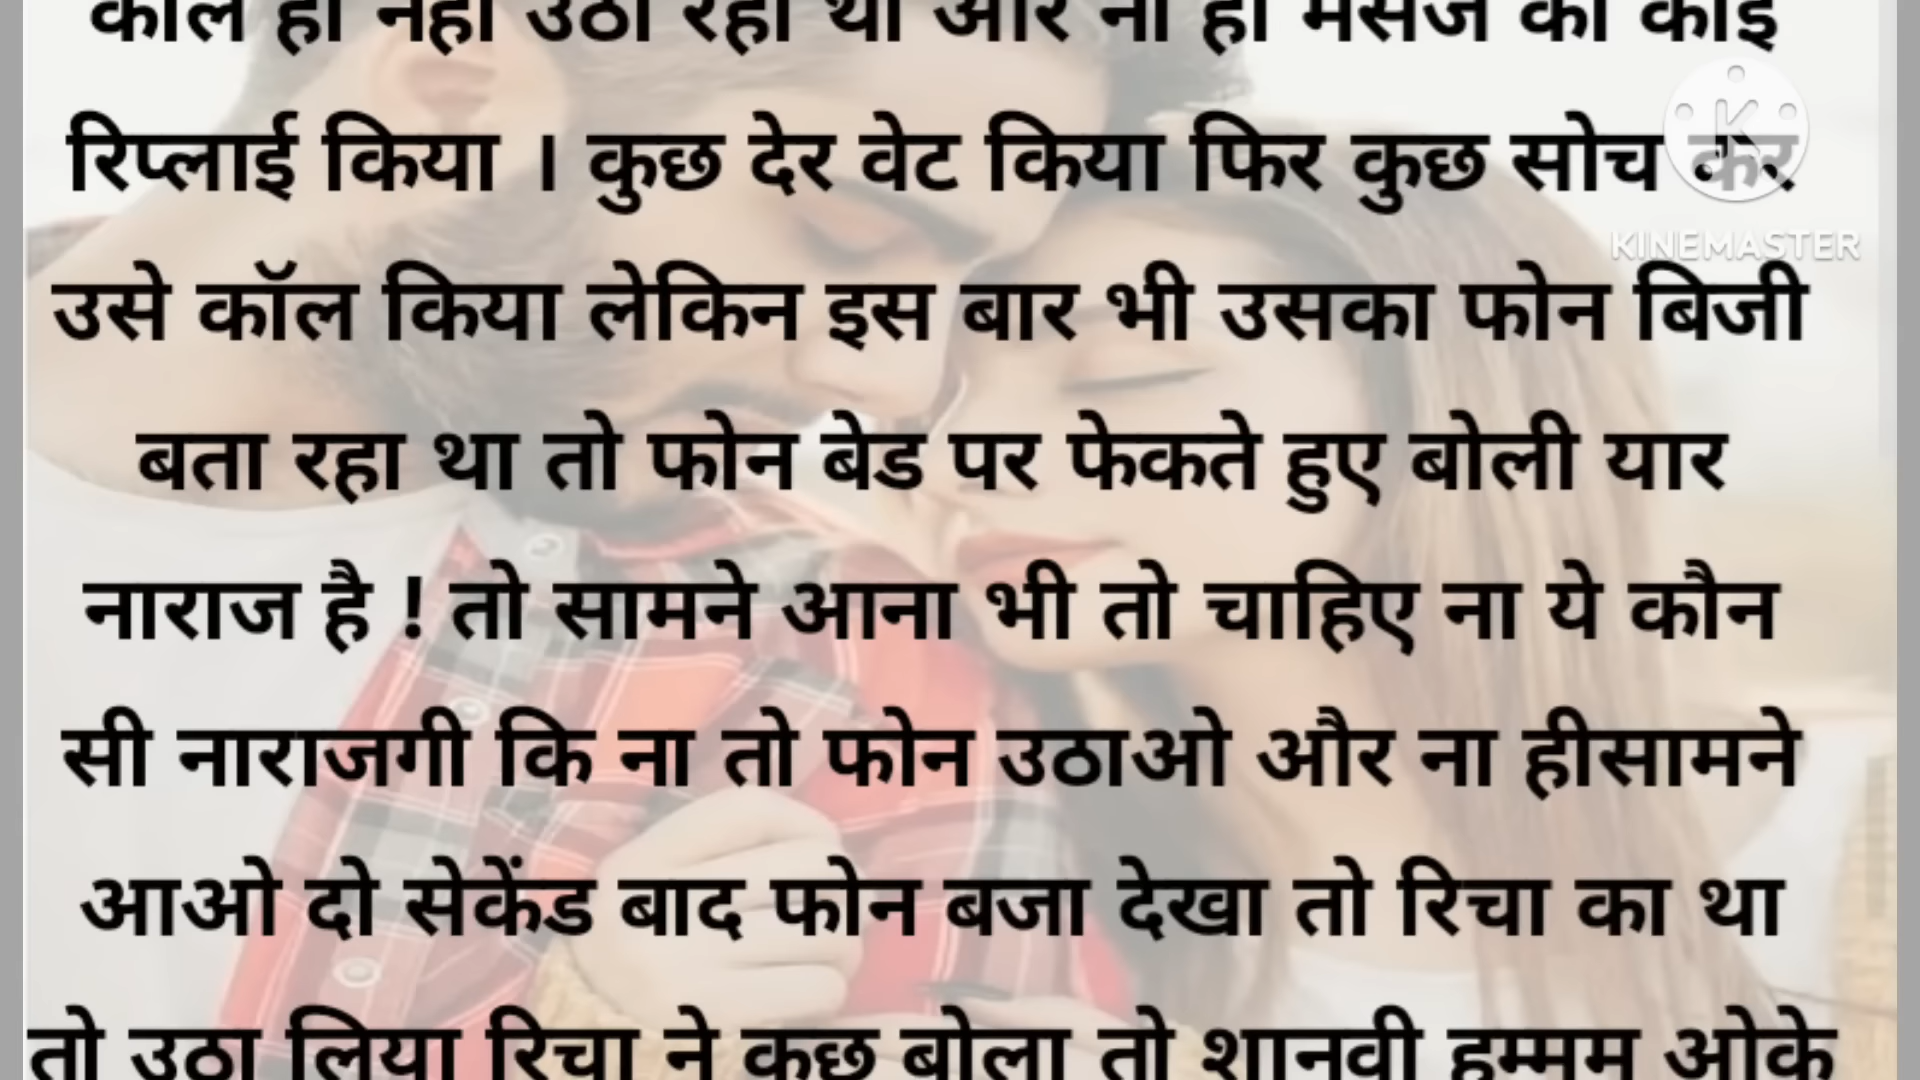 कॉल ही नहीं उठा रहा था और ना ही मैसेज का कोई
रिप्लाई किया । कुछ देर वेट किया फिर कुछ सोच कर
KINEMASTER
उसे कॉल किया लेकिन इस बार भी उसका फोन बिजी
बता रहा था तो फोन बेड पर फेकते हुए बोली यार
नाराज है ! तो सामने आना भी तो चाहिए ना ये कौन
सी नाराजगी कि ना तो फोन उठाओ और ना हीसामने
आओ दो सेकेंड बाद फोन बजा देखा तो रिचा का था
तो उठा लिया रिचा ने कुछ बोला तो शानवी हम्मम ओके